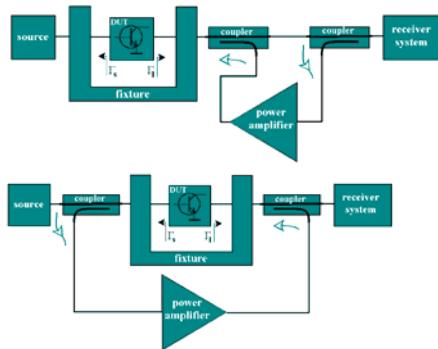 source
DUT
Γs
Γl
fixture
coupler
coupler
receiver
system
power
amplifier
source
coupler
DUT
Γs
Γl
fixture
coupler
receiver
system
power
amplifier